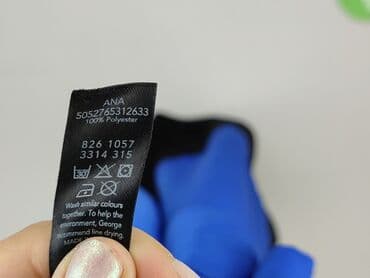 ANA
5052765312633
100% Polyester
826 1057
3314 315
Wash similar colours
together. To help the
environment, George
recommend line drying.
MADE